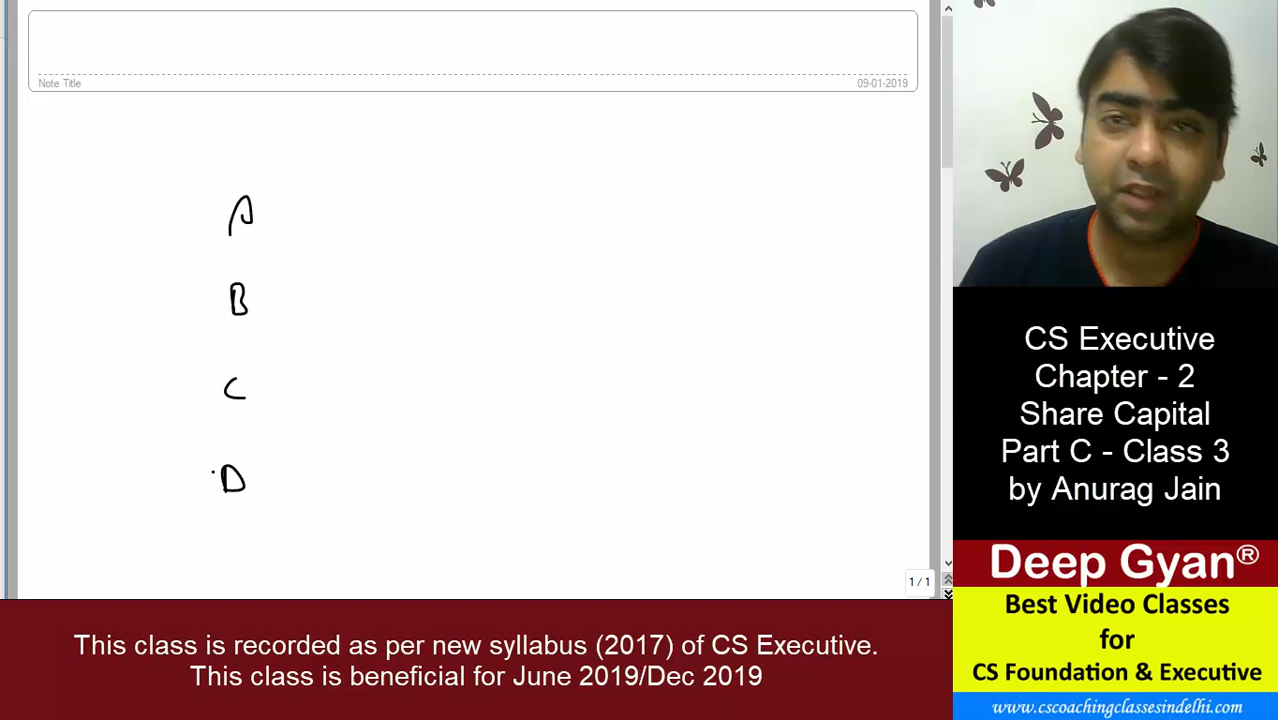 Note Title
09-01-2019
A
B
C
D
1 / 1
CS Executive
Chapter - 2
Share Capital
Part C - Class 3
by Anurag Jain
Deep Gyan®
Best Video Classes
for
CS Foundation & Executive
www.cscoachingclassesindelhi.com
This class is recorded as per new syllabus (2017) of CS Executive.
This class is beneficial for June 2019/Dec 2019